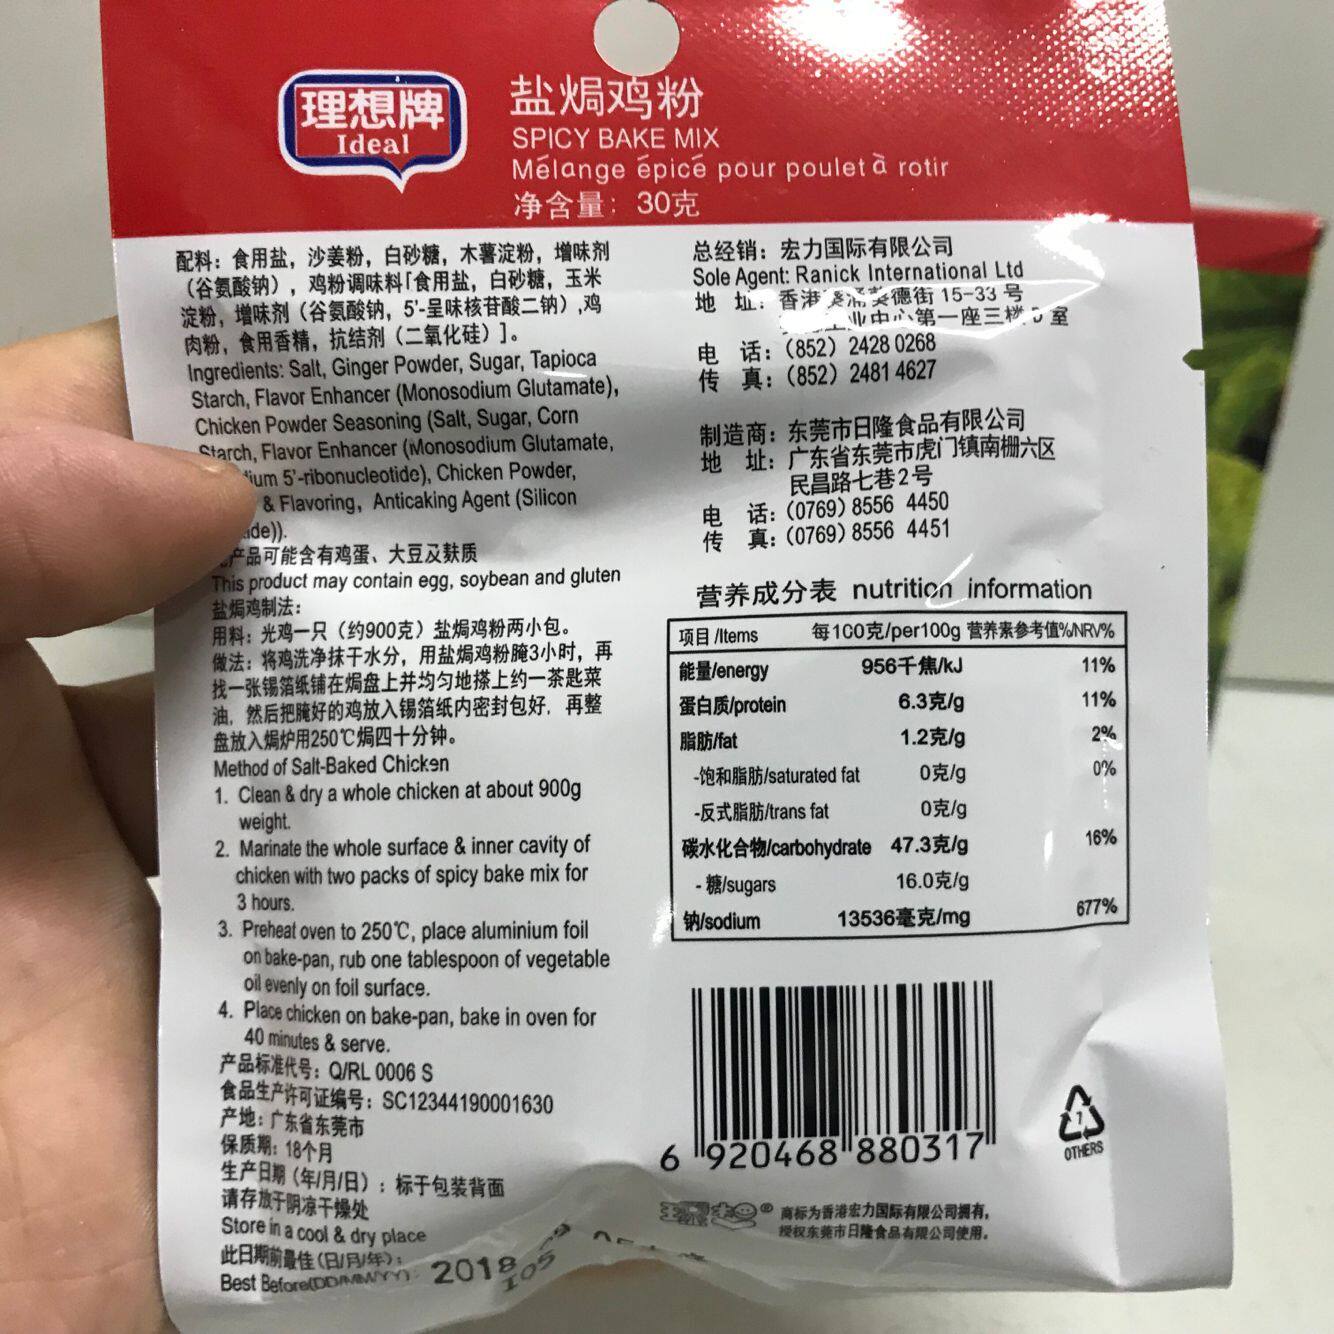 理想牌
Ideal
盐焗鸡粉
SPICY BAKE MIX
Mélange épicé pour poulet à rotir
净含量：30克
配料：食用盐，沙姜粉，白砂糖，木薯淀粉，增味剂
（谷氨酸钠），鸡粉调味料[食用盐，白砂糖，玉米
淀粉，增味剂（谷氨酸钠，5'-呈味核苷酸二钠）,鸡
肉粉，食用香精，抗结剂（二氧化硅）]。
Ingredients: Salt, Ginger Powder, Sugar, Tapioca
Starch, Flavor Enhancer (Monosodium Glutamate),
Chicken Powder Seasoning (Salt, Sugar, Corn
Starch, Flavor Enhancer (Monosodium Glutamate,
5'-ribonucleotide), Chicken Powder,
& Flavoring, Anticaking Agent (Silicon
产品可能含有鸡蛋、大豆及麸质
This product may contain egg, soybean and gluten
盐焗鸡制法：
用料：光鸡一只（约900克）盐焗鸡粉两小包。
做法：将鸡洗净抹干水分，用盐焗鸡粉腌3小时，再
找一张锡箔纸铺在焗盘上并均匀地搽上约一茶匙菜
油，然后把腌好的鸡放入锡箔纸内密封包好，再整
盘放入焗炉用250℃焗四十分钟。
Method of Salt-Baked Chicken
1. Clean & dry a whole chicken at about 900g
weight.
2. Marinate the whole surface & inner cavity of
chicken with two packs of spicy bake mix for
3 hours.
3. Preheat oven to 250℃, place aluminium foil
on bake-pan, rub one tablespoon of vegetable
oil evenly on foil surface.
4. Place chicken on bake-pan, bake in oven for
40 minutes & serve.
产品标准代号：Q/RL 0006 S
食品生产许可证编号：SC12344190001630
产地：广东省东莞市
保质期：18个月
生产日期（年/月/日）：标于包装背面
请存放于阴凉干燥处
Store in a cool & dry place
此日期前最佳（日/月/年）：
Best Before(DD/MM/YY): 2018
105
总经销：宏力国际有限公司
Sole Agent: Ranick International Ltd
地 址：香港葵涌葵德街 15-33 号
工业中心第一座三楼 室
电 话：（852）2428 0268
传 真：（852）2481 4627
制造商：东莞市日隆食品有限公司
地 址：广东省东莞市虎门镇南栅六区
民昌路七巷2号
电 话：（0769）8556 4450
传 真：（0769）8556 4451
营养成分表 nutrition information
项目/Items 每100克/per100g 营养素参考值%/NRV%
能量/energy 956千焦/kJ 11%
蛋白质/protein 6.3克/g 11%
脂肪/fat 1.2克/g 2%
-饱和脂肪/saturated fat 0克/g 0%
-反式脂肪/trans fat 0克/g
碳水化合物/carbohydrate 47.3克/g 16%
- 糖/sugars 16.0克/g
钠/sodium 13536毫克/mg 677%
6 920468 880317
7
OTHERS
® 商标为香港宏力国际有限公司拥有，
授权东莞市日隆食品有限公司使用。